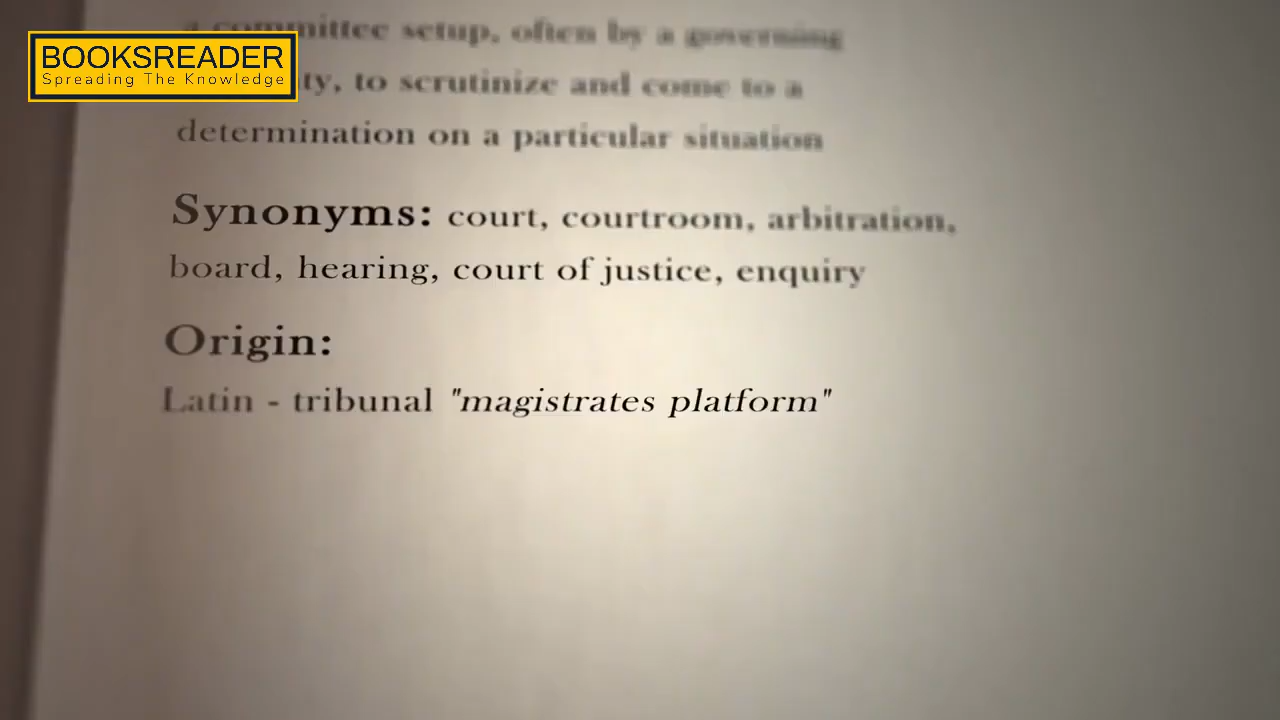 BOOKSREADER
Spreading The Knowledge
a committee setup, often by a governing
ty, to scrutinize and come to a
determination on a particular situation
Synonyms: court, courtroom, arbitration,
board, hearing, court of justice, enquiry
Origin:
Latin - tribunal "magistrates platform"